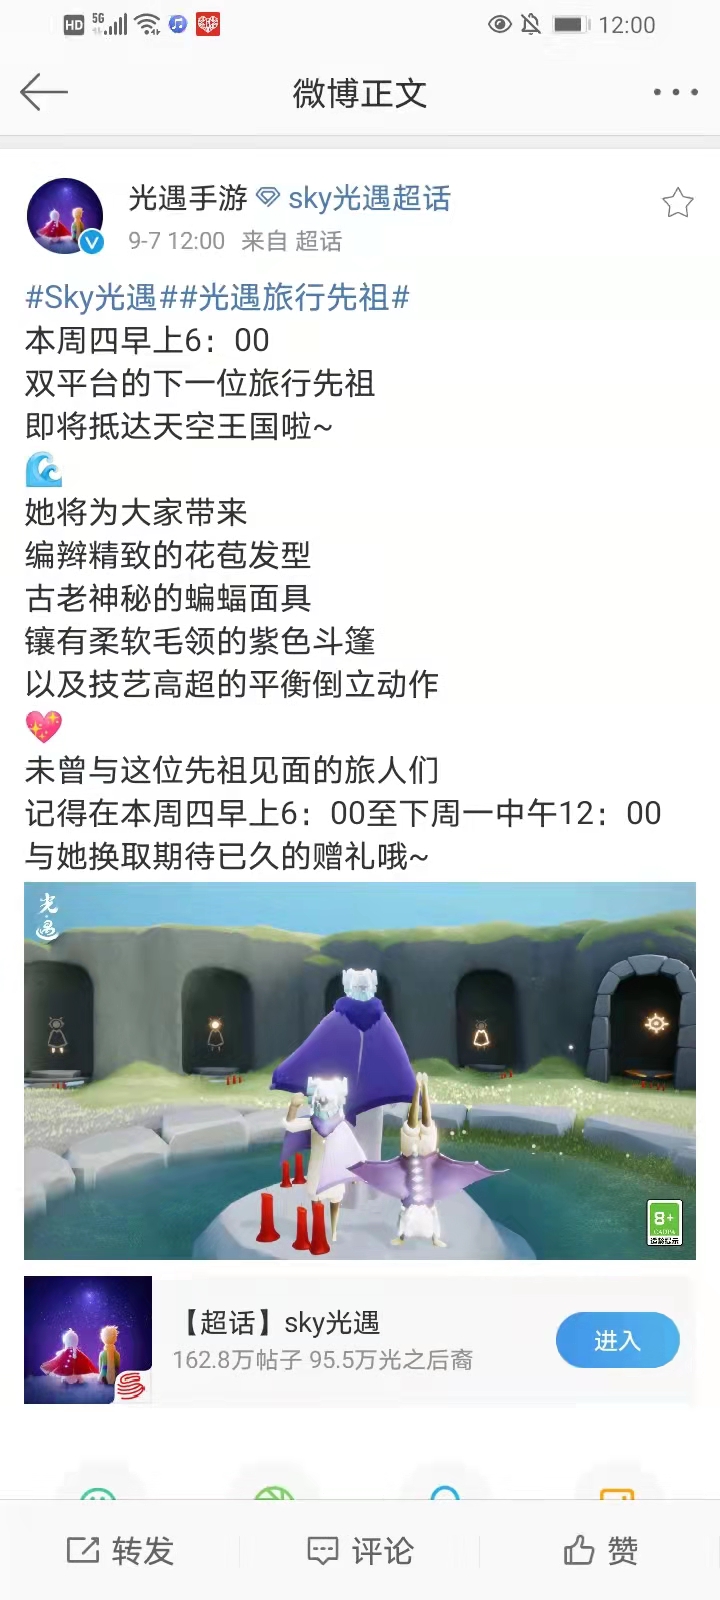 HD 5G 12:00
微博正文
光遇手游 sky光遇超话
9-7 12:00 来自 超话
#Sky光遇##光遇旅行先祖#
本周四早上6：00
双平台的下一位旅行先祖
即将抵达天空王国啦~
她将为大家带来
编辫精致的花苞发型
古老神秘的蝙蝠面具
镶有柔软毛领的紫色斗篷
以及技艺高超的平衡倒立动作
未曾与这位先祖见面的旅人们
记得在本周四早上6：00至下周一中午12：00
与她换取期待已久的赠礼哦~
光·遇
8+
CADPA
适龄提示
【超话】sky光遇
162.8万帖子 95.5万光之后裔
进入
转发
评论
赞